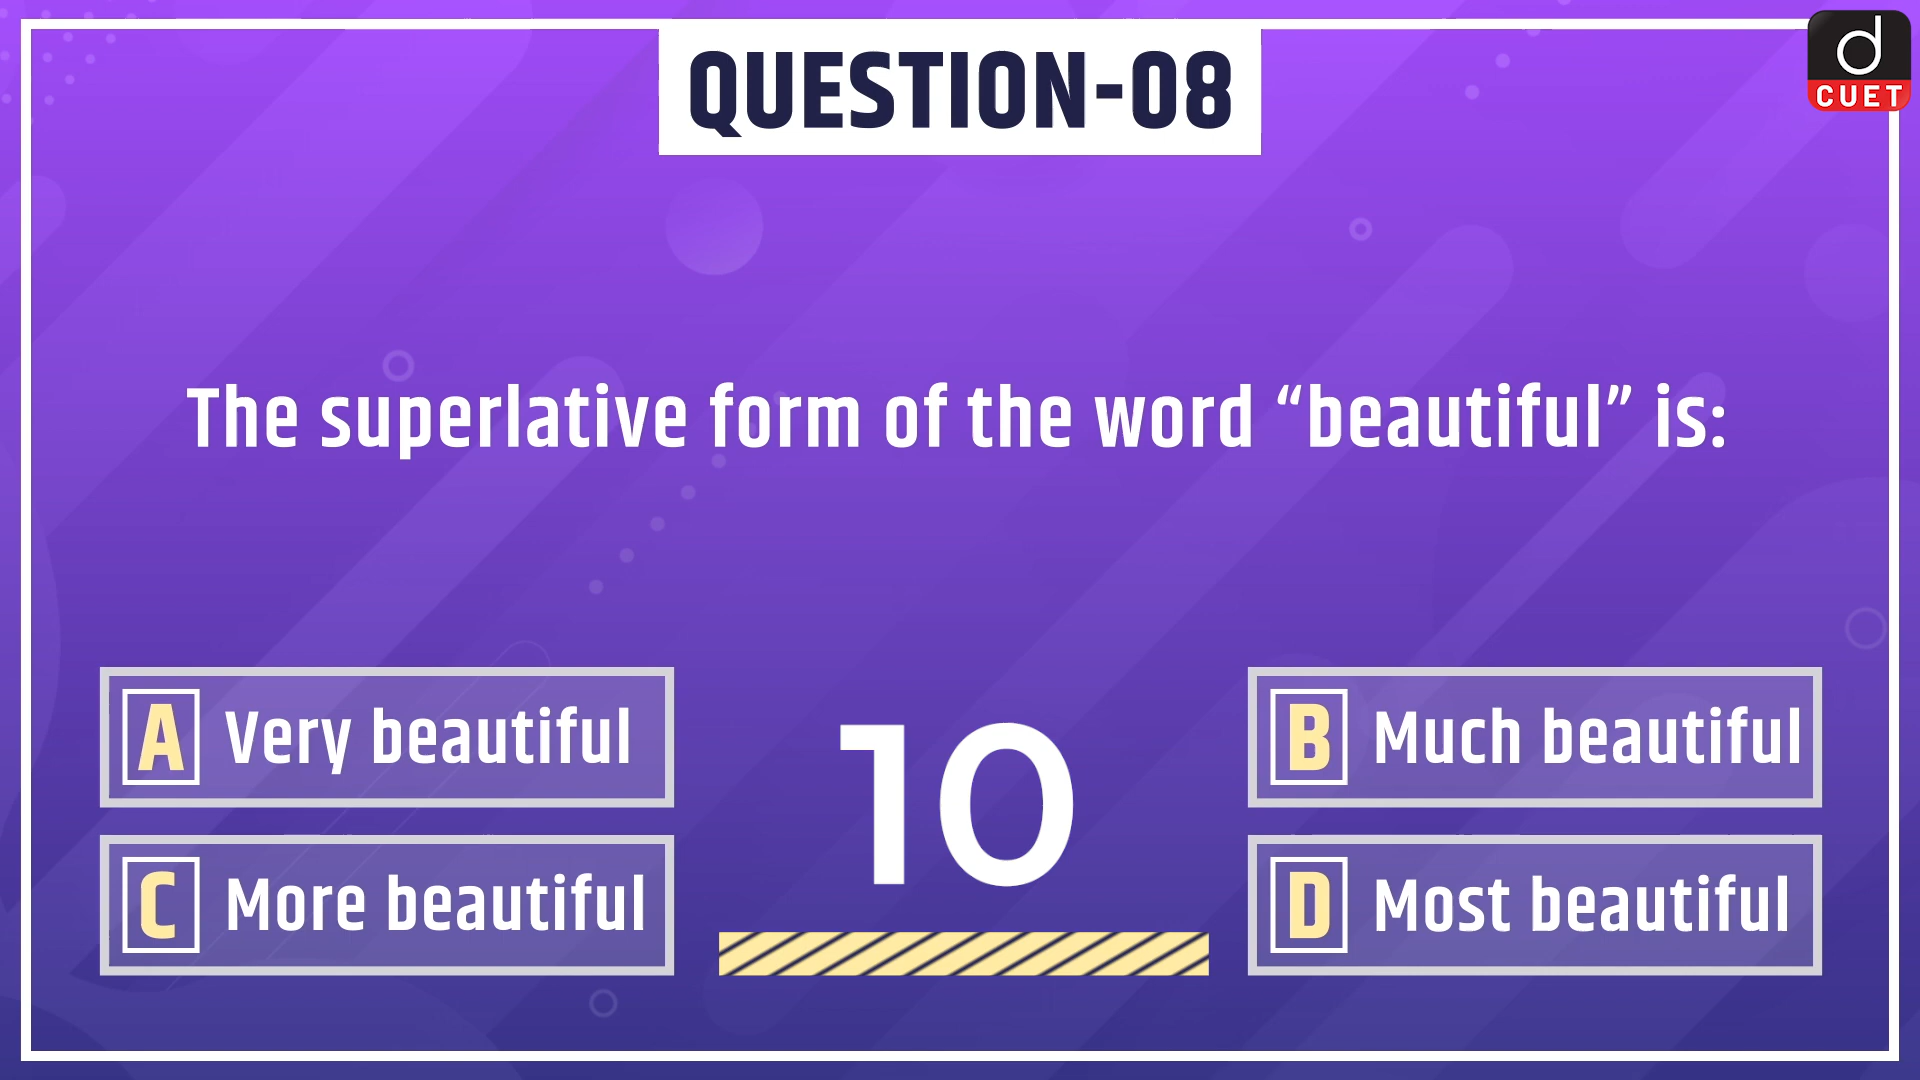 QUESTION-08
d
CUET
The superlative form of the word “beautiful” is:
A Very beautiful
B Much beautiful
10
C More beautiful
D Most beautiful